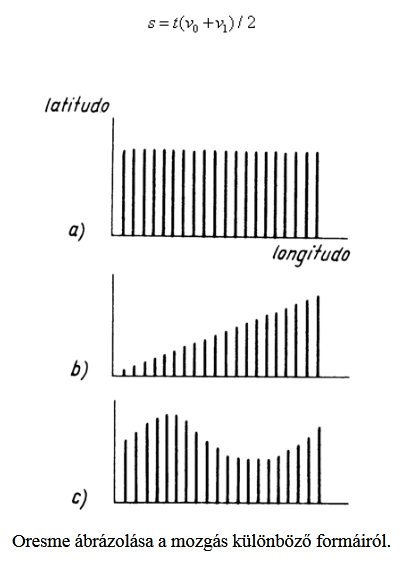 s = t(v₀ + v₁) / 2
latitudo
a)
longitudo
b)
c)
Oresme ábrázolása a mozgás különböző formáiról.